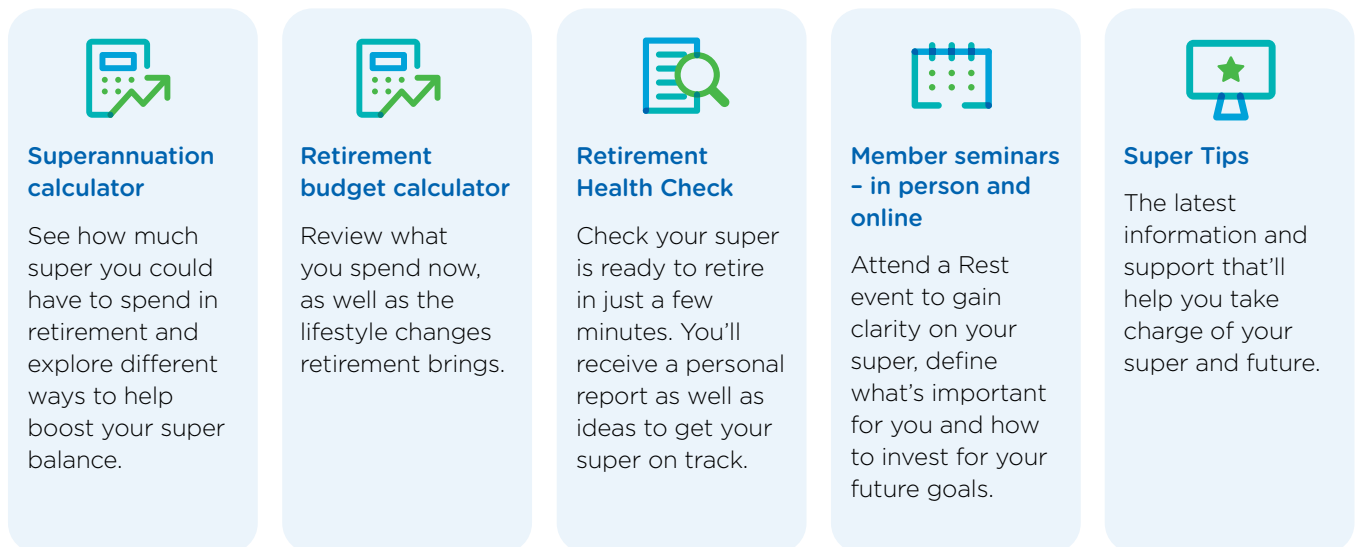 Superannuation
calculator
See how much
super you could
have to spend in
retirement and
explore different
ways to help
boost your super
balance.
Retirement
budget calculator
Review what
you spend now,
as well as the
lifestyle changes
retirement brings.
Retirement
Health Check
Check your super
is ready to retire
in just a few
minutes. You’ll
receive a personal
report as well as
ideas to get your
super on track.
Member seminars
– in person and
online
Attend a Rest
event to gain
clarity on your
super, define
what’s important
for you and how
to invest for your
future goals.
Super Tips
The latest
information and
support that’ll
help you take
charge of your
super and future.